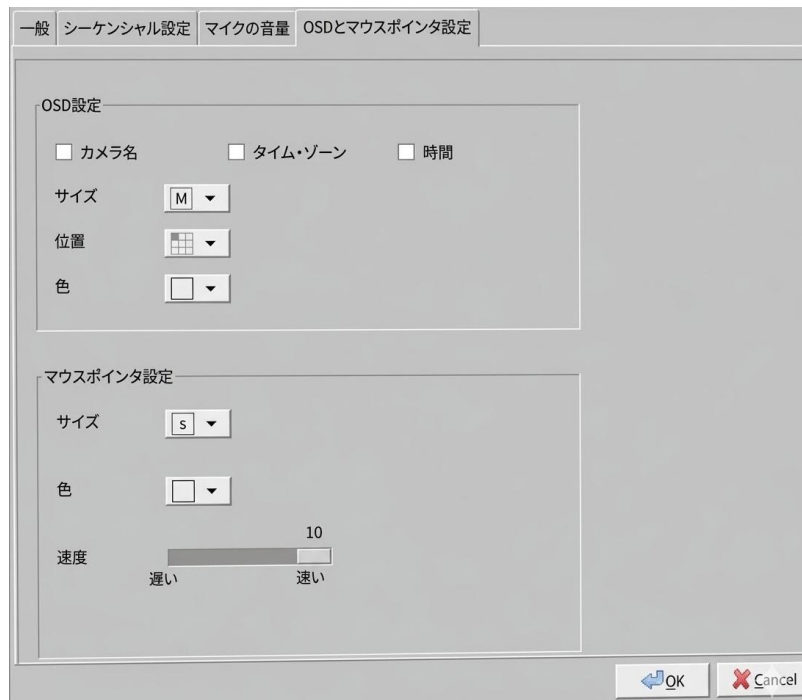 一般 シーケンシャル設定 マイクの音量 OSDとマウスポインタ設定
OSD設定
カメラ名 タイム・ゾーン 時間
サイズ M
位置
色
マウスポインタ設定
サイズ s
色
10
速度
遅い 速い
OK Cancel